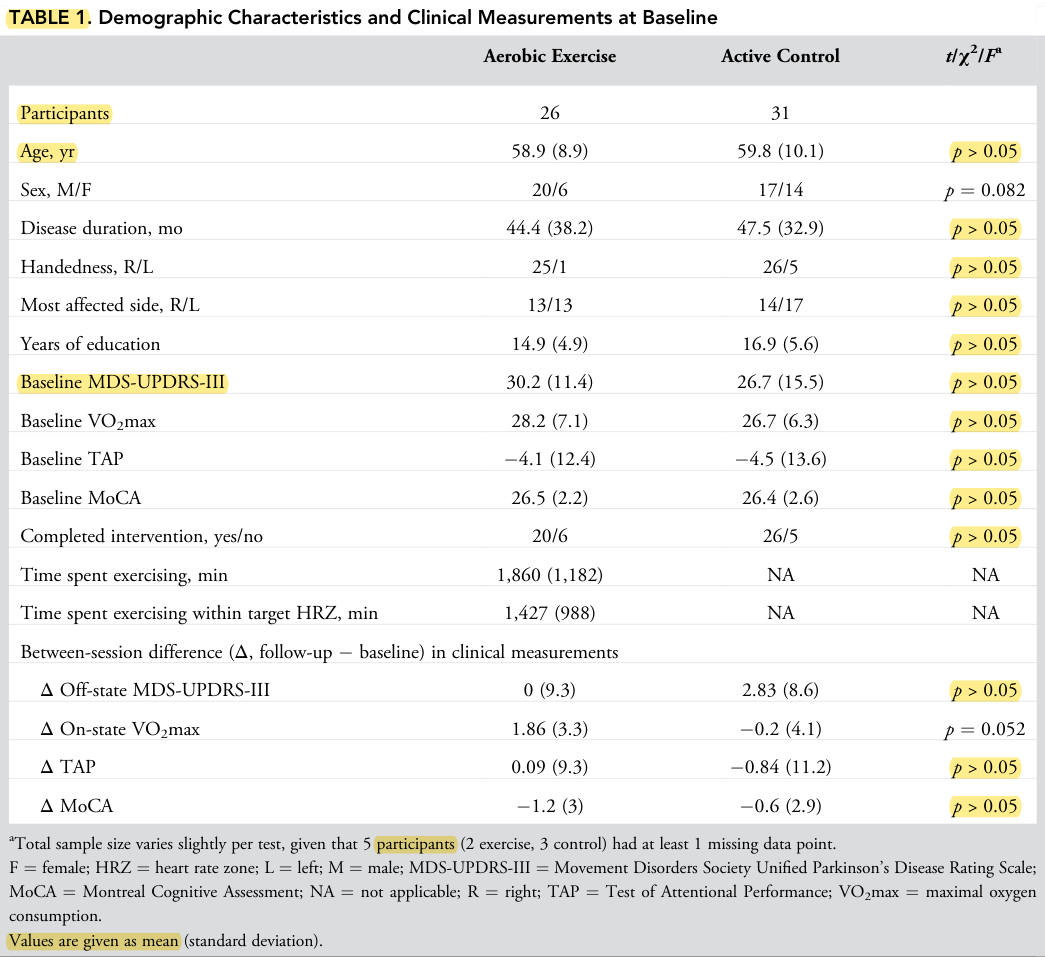 TABLE 1. Demographic Characteristics and Clinical Measurements at Baseline
Aerobic Exercise Active Control t/χ²/Fᵃ
Participants 26 31
Age, yr 58.9 (8.9) 59.8 (10.1) p > 0.05
Sex, M/F 20/6 17/14 p = 0.082
Disease duration, mo 44.4 (38.2) 47.5 (32.9) p > 0.05
Handedness, R/L 25/1 26/5 p > 0.05
Most affected side, R/L 13/13 14/17 p > 0.05
Years of education 14.9 (4.9) 16.9 (5.6) p > 0.05
Baseline MDS-UPDRS-III 30.2 (11.4) 26.7 (15.5) p > 0.05
Baseline VO₂max 28.2 (7.1) 26.7 (6.3) p > 0.05
Baseline TAP −4.1 (12.4) −4.5 (13.6) p > 0.05
Baseline MoCA 26.5 (2.2) 26.4 (2.6) p > 0.05
Completed intervention, yes/no 20/6 26/5 p > 0.05
Time spent exercising, min 1,860 (1,182) NA NA
Time spent exercising within target HRZ, min 1,427 (988) NA NA
Between-session difference (Δ, follow-up − baseline) in clinical measurements
Δ Off-state MDS-UPDRS-III 0 (9.3) 2.83 (8.6) p > 0.05
Δ On-state VO₂max 1.86 (3.3) −0.2 (4.1) p = 0.052
Δ TAP 0.09 (9.3) −0.84 (11.2) p > 0.05
Δ MoCA −1.2 (3) −0.6 (2.9) p > 0.05
ᵃTotal sample size varies slightly per test, given that 5 participants (2 exercise, 3 control) had at least 1 missing data point.
F = female; HRZ = heart rate zone; L = left; M = male; MDS-UPDRS-III = Movement Disorders Society Unified Parkinson's Disease Rating Scale;
MoCA = Montreal Cognitive Assessment; NA = not applicable; R = right; TAP = Test of Attentional Performance; VO₂max = maximal oxygen
consumption.
Values are given as mean (standard deviation).